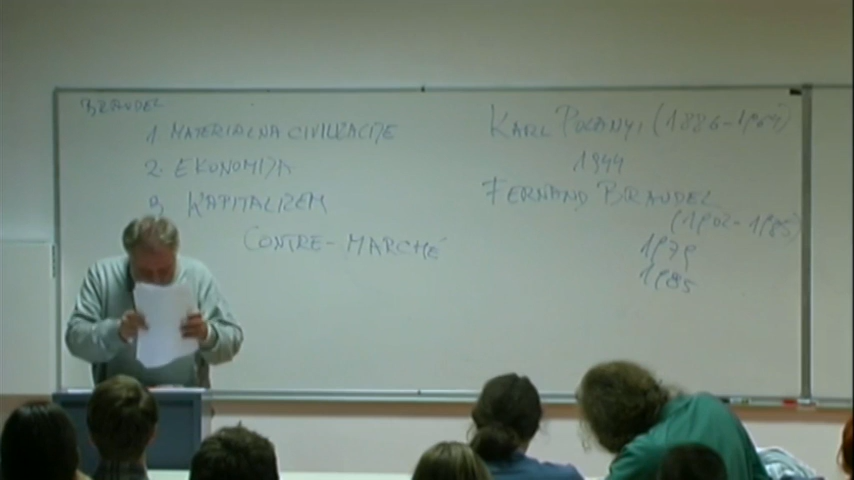 BRAUDEL
1. MATERIALNA CIVILIZACIJA
2. EKONOMIJA
3. KAPITALIZEM
CONTRE-MARCHÉ
KARL POLANYI (1886-1964)
1944
FERNAND BRAUDEL
(1902-1985)
1979
1985